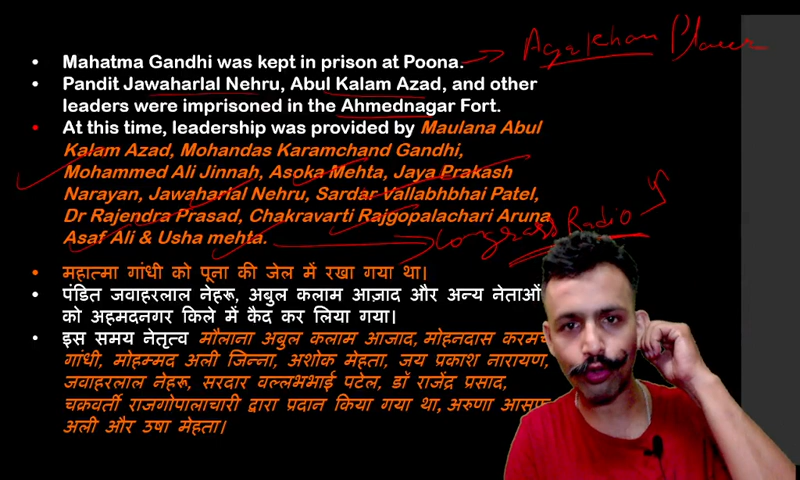 Mahatma Gandhi was kept in prison at Poona. → Agakhan Places
Pandit Jawaharlal Nehru, Abul Kalam Azad, and other
leaders were imprisoned in the Ahmednagar Fort.
At this time, leadership was provided by Maulana Abul
Kalam Azad, Mohandas Karamchand Gandhi,
Mohammed Ali Jinnah, Asoka Mehta, Jaya Prakash
Narayan, Jawaharlal Nehru, Sardar Vallabhbhai Patel,
Dr Rajendra Prasad, Chakravarti Rajgopalachari Aruna
Asaf Ali & Usha mehta. → Congress Radio
महात्मा गांधी को पूना की जेल में रखा गया था।
पंडित जवाहरलाल नेहरू, अबुल कलाम आज़ाद और अन्य नेताओं
को अहमदनगर किले में कैद कर लिया गया।
इस समय नेतृत्व मौलाना अबुल कलाम आजाद, मोहनदास करमच
गांधी, मोहम्मद अली जिन्ना, अशोक मेहता, जय प्रकाश नारायण,
जवाहरलाल नेहरू, सरदार वल्लभभाई पटेल, डॉ राजेंद्र प्रसाद,
चक्रवर्ती राजगोपालाचारी द्वारा प्रदान किया गया था, अरुणा आसफ
अली और उषा मेहता।